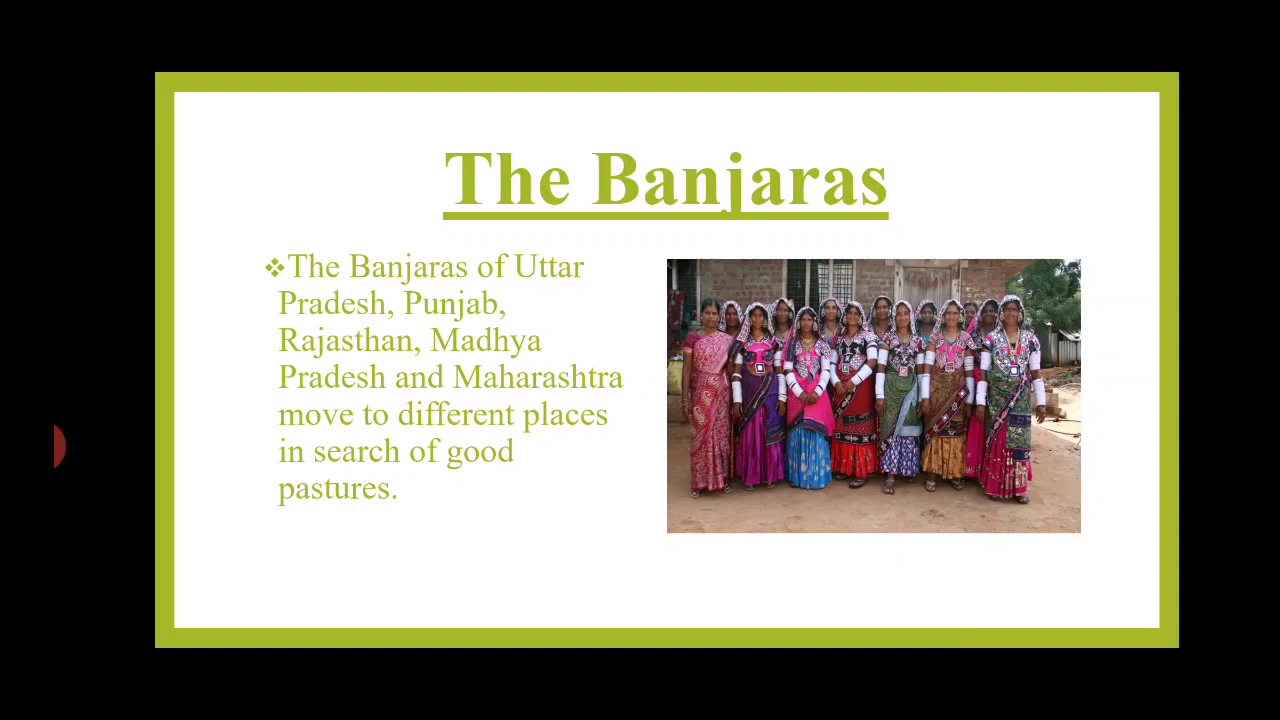 The Banjaras
❖The Banjaras of Uttar
Pradesh, Punjab,
Rajasthan, Madhya
Pradesh and Maharashtra
move to different places
in search of good
pastures.